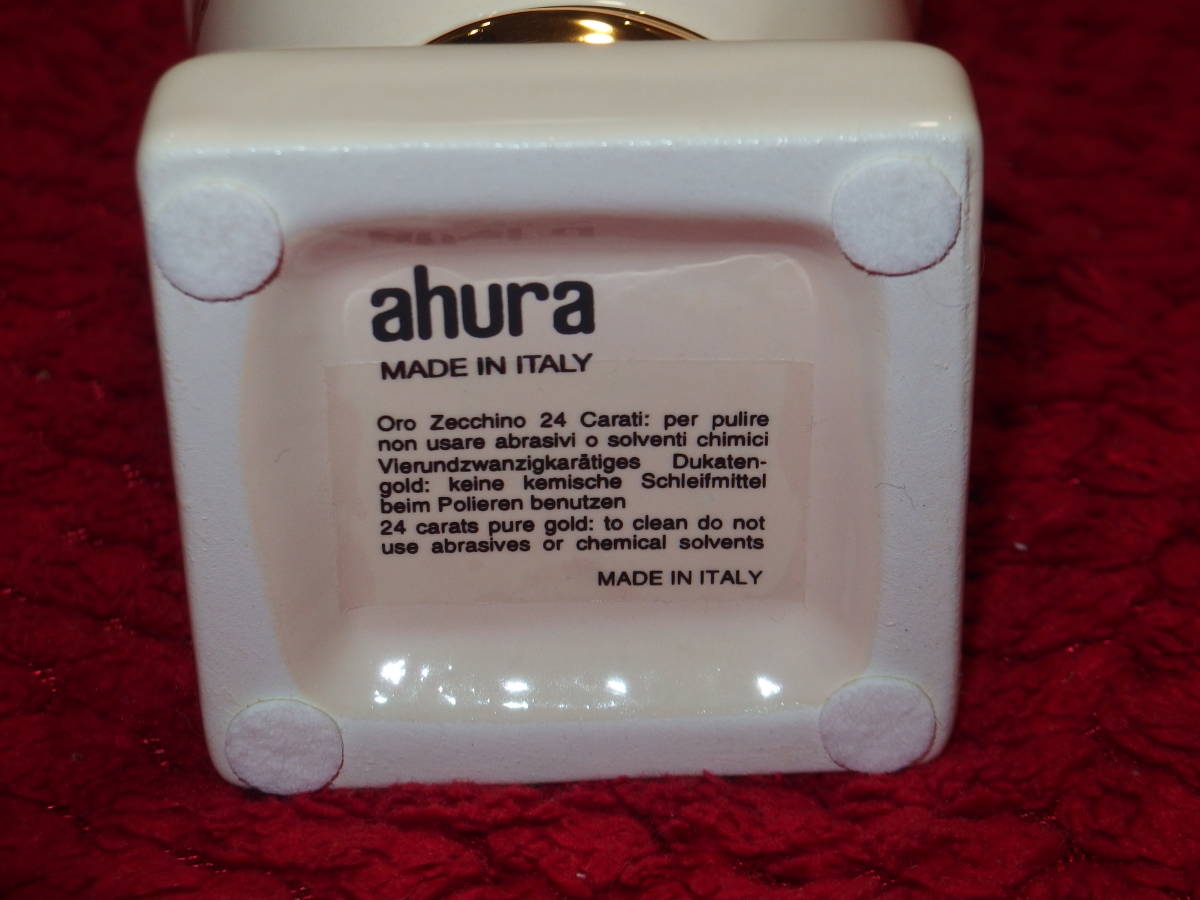 ahura
MADE IN ITALY
Oro Zecchino 24 Carati: per pulire
non usare abrasivi o solventi chimici
Vierundzwanzigkarätiges Dukaten-
gold: keine kemische Schleifmittel
beim Polieren benutzen
24 carats pure gold: to clean do not
use abrasives or chemical solvents
MADE IN ITALY